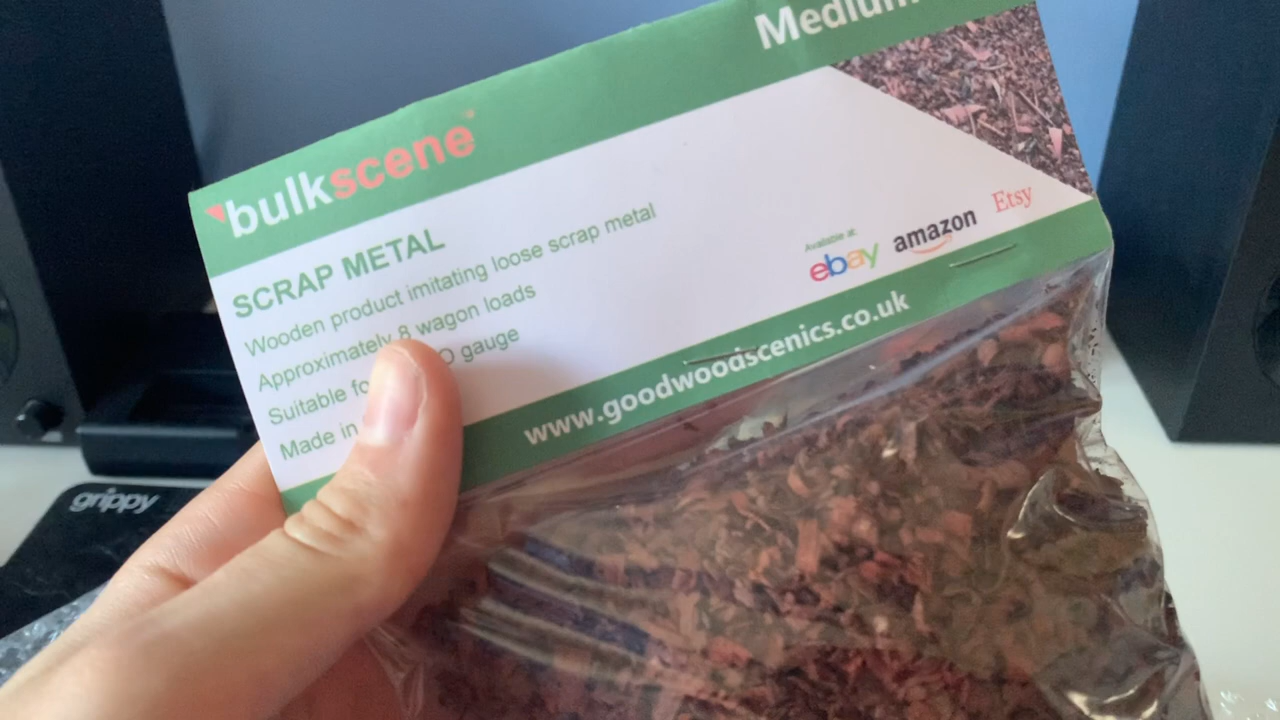 Medium
bulkscene
SCRAP METAL
Wooden product imitating loose scrap metal
Approximately 8 wagon loads
Suitable
gauge
Made in
Available at:
ebay amazon Etsy
www.goodwoodscenics.co.uk
grippy